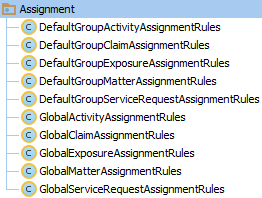 Assignment
C DefaultGroupActivityAssignmentRules
C DefaultGroupClaimAssignmentRules
C DefaultGroupExposureAssignmentRules
C DefaultGroupMatterAssignmentRules
C DefaultGroupServiceRequestAssignmentRules
C GlobalActivityAssignmentRules
C GlobalClaimAssignmentRules
C GlobalExposureAssignmentRules
C GlobalMatterAssignmentRules
C GlobalServiceRequestAssignmentRules